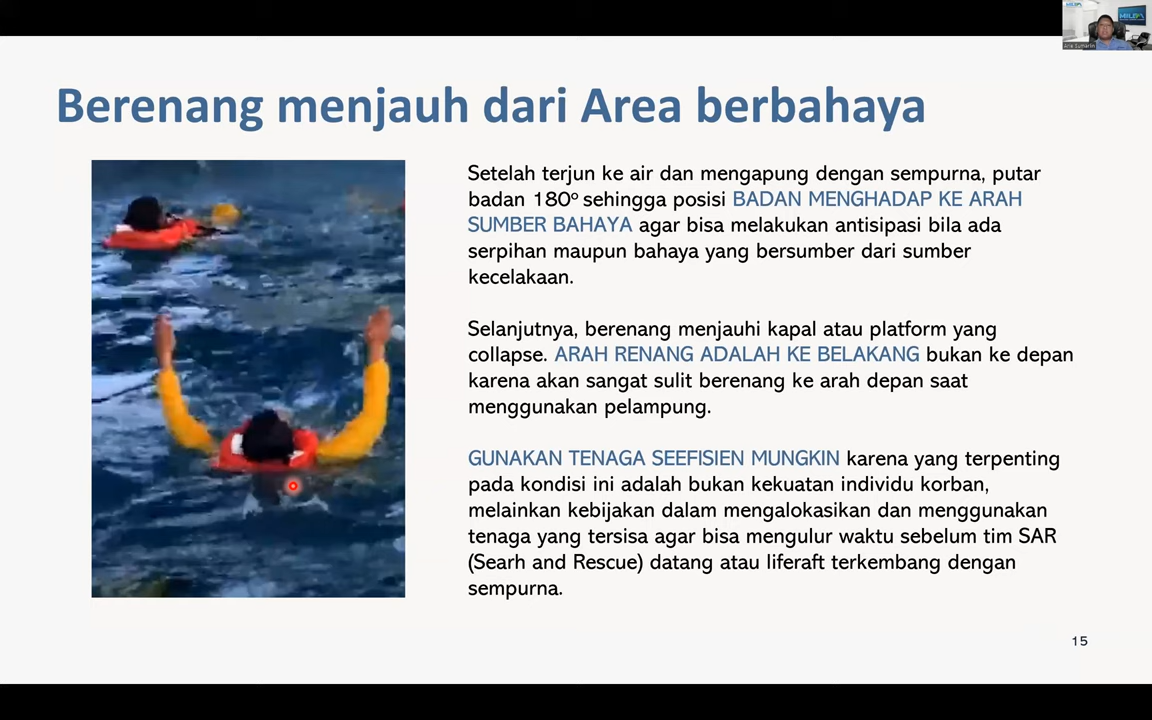 Berenang menjauh dari Area berbahaya
Setelah terjun ke air dan mengapung dengan sempurna, putar
badan 180º sehingga posisi BADAN MENGHADAP KE ARAH
SUMBER BAHAYA agar bisa melakukan antisipasi bila ada
serpihan maupun bahaya yang bersumber dari sumber
kecelakaan.
Selanjutnya, berenang menjauhi kapal atau platform yang
collapse. ARAH RENANG ADALAH KE BELAKANG bukan ke depan
karena akan sangat sulit berenang ke arah depan saat
menggunakan pelampung.
GUNAKAN TENAGA SEEFISIEN MUNGKIN karena yang terpenting
pada kondisi ini adalah bukan kekuatan individu korban,
melainkan kebijakan dalam mengalokasikan dan menggunakan
tenaga yang tersisa agar bisa mengulur waktu sebelum tim SAR
(Searh and Rescue) datang atau liferaft terkembang dengan
sempurna.
15